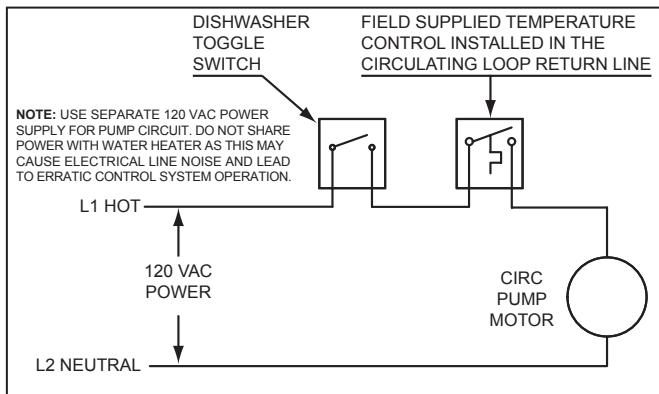 DISHWASHER
TOGGLE
SWITCH
FIELD SUPPLIED TEMPERATURE
CONTROL INSTALLED IN THE
CIRCULATING LOOP RETURN LINE
NOTE: USE SEPARATE 120 VAC POWER
SUPPLY FOR PUMP CIRCUIT. DO NOT SHARE
POWER WITH WATER HEATER AS THIS MAY
CAUSE ELECTRICAL LINE NOISE AND LEAD
TO ERRATIC CONTROL SYSTEM OPERATION.
L1 HOT
120 VAC
POWER
CIRC
PUMP
MOTOR
L2 NEUTRAL